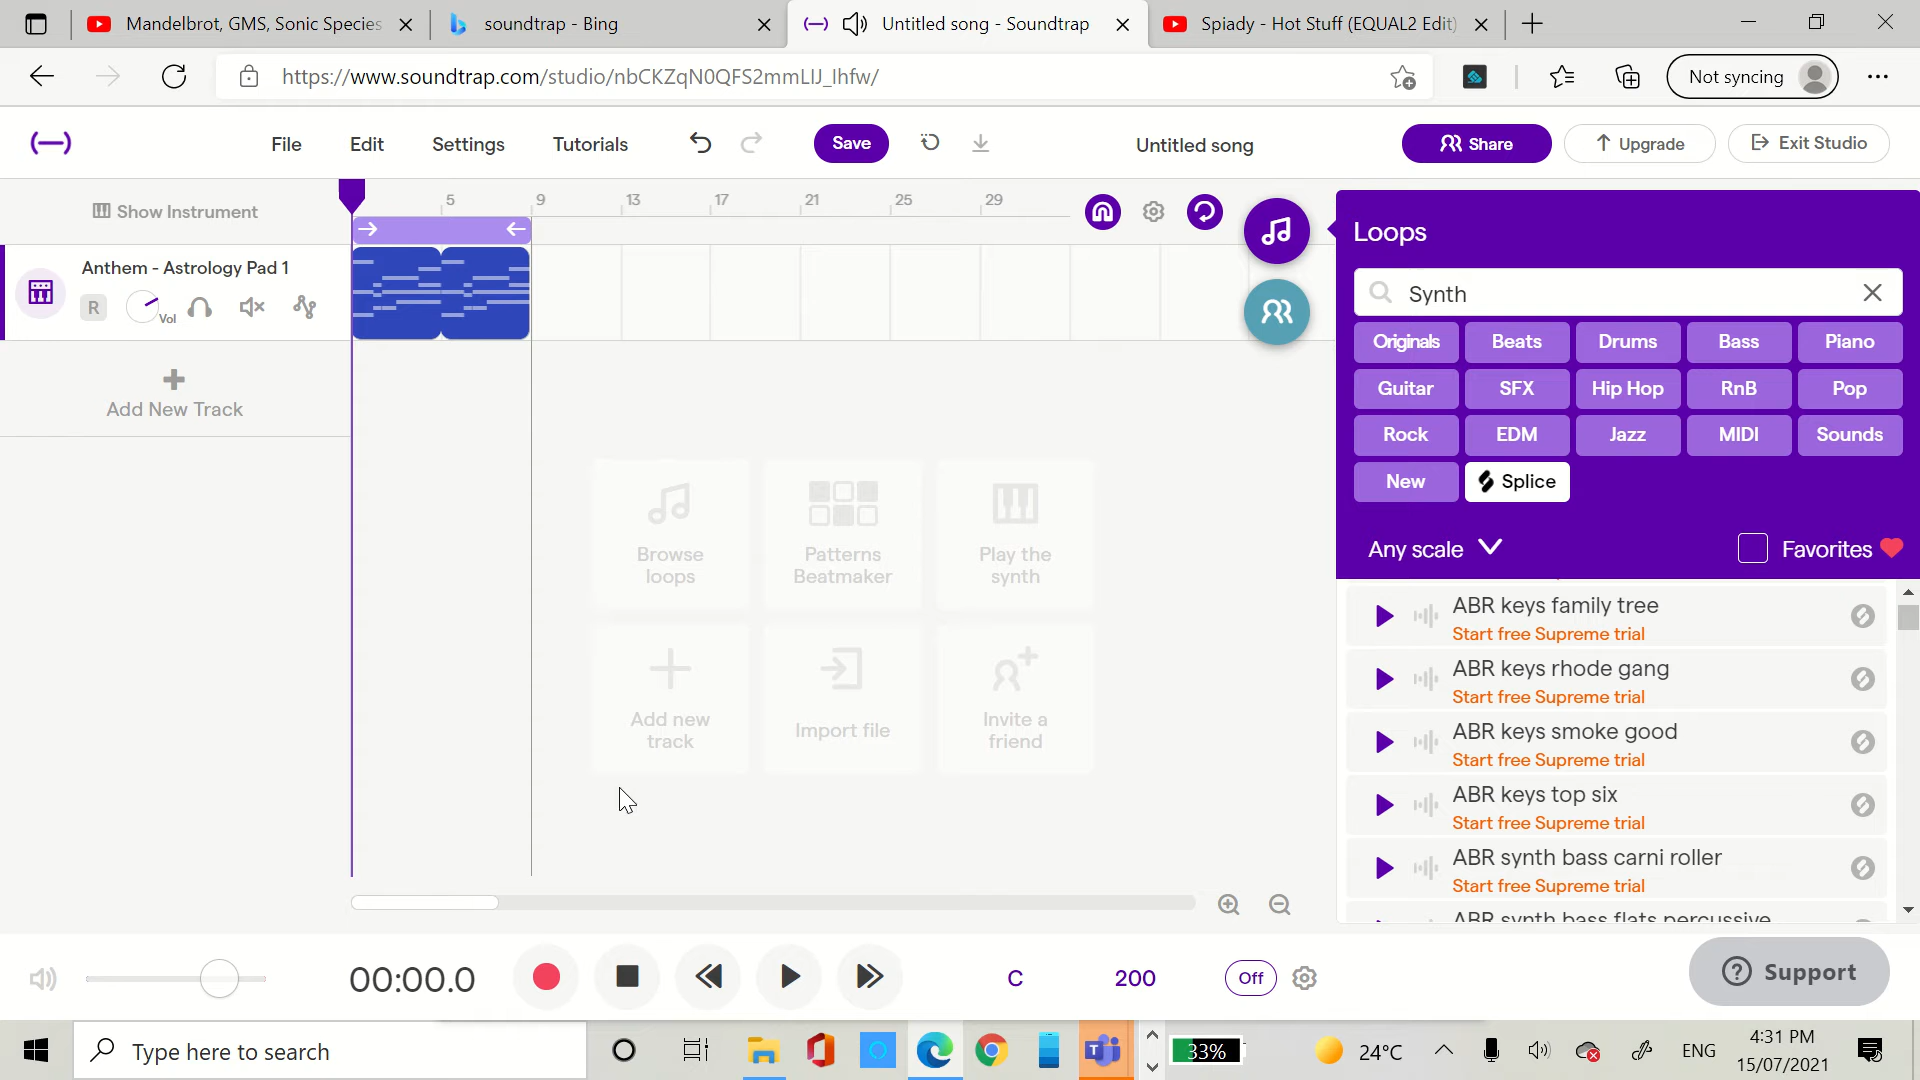 Mandelbrot, GMS, Sonic Species
soundtrap - Bing
Untitled song - Soundtrap
Spiady - Hot Stuff (EQUAL2 Edit)
https://www.soundtrap.com/studio/nbCKZqN0QFS2mmLIJ_Ihfw/
Not syncing
File
Edit
Settings
Tutorials
Save
Untitled song
Share
Upgrade
Exit Studio
Show Instrument
5
9
13
17
21
25
29
Loops
Synth
Anthem - Astrology Pad 1
R
Vol
Add New Track
Originals
Beats
Drums
Bass
Piano
Guitar
SFX
Hip Hop
RnB
Pop
Rock
EDM
Jazz
MIDI
Sounds
New
Splice
Any scale
Favorites
Browse
loops
Patterns
Beatmaker
Play the
synth
Add new
track
Import file
Invite a
friend
ABR keys family tree
Start free Supreme trial
ABR keys rhode gang
Start free Supreme trial
ABR keys smoke good
Start free Supreme trial
ABR keys top six
Start free Supreme trial
ABR synth bass carni roller
Start free Supreme trial
ABR synth bass flats percussive
00:00.0
C
200
Off
Support
Type here to search
33%
24°C
ENG
4:31 PM
15/07/2021